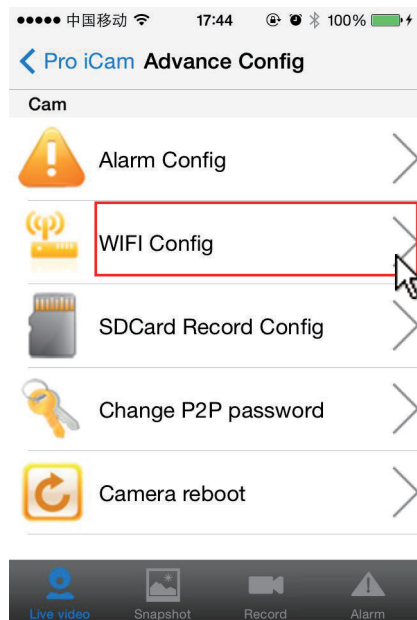 中国移动 17:44 100%
Pro iCam Advance Config
Cam
Alarm Config
WIFI Config
SDCard Record Config
Change P2P password
Camera reboot
Live video Snapshot Record Alarm